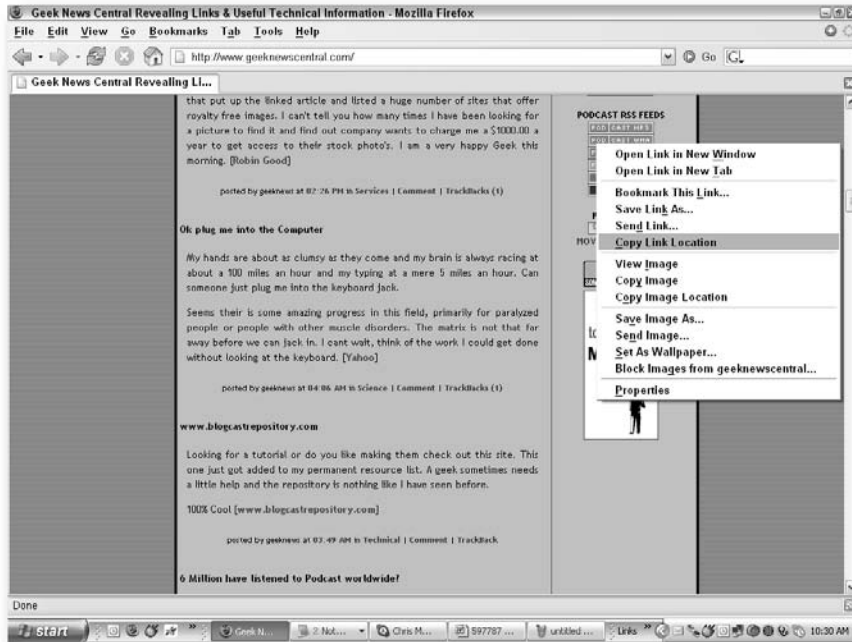 Geek News Central Revealing Links & Useful Technical Information - Mozilla Firefox
File Edit View Go Bookmarks Tab Tools Help
http://www.geeknewscentral.com/
Go
Geek News Central Revealing Li...
that put up the linked article and listed a huge number of sites that offer
royalty free images. I can't tell you how many times I have been looking for
a picture to find it and find out company wants to charge me a $1000.00 a
year to get access to their stock photo's. I am a very happy Geek this
morning. [Robin Good]
posted by geeknews at 02:26 PM in Services | Comment | TrackBacks (1)
Ok plug me into the Computer
My hands are about as clumsy as they come and my brain is always racing at
about a 100 miles an hour and my typing at a mere 5 miles an hour. Can
someone just plug me into the keyboard jack.
Seems their is some amazing progress in this field, primarily for paralyzed
people or people with other muscle disorders. The matrix is not that far
away before we can jack in. I cant wait, think of the work I could get done
without looking at the keyboard. [Yahoo]
posted by geeknews at 04:06 AM in Science | Comment | TrackBacks (1)
www.blogcastrepository.com
Looking for a tutorial or do you like making them check out this site. This
one just got added to my permanent resource list. A geek sometimes needs
a little help and the repository is nothing like I have seen before.
100% Cool [www.blogcastrepository.com]
posted by geeknews at 03:49 AM in Technical | Comment | TrackBack
6 Million have listened to Podcast worldwide?
PODCAST RSS FEEDS
POD CAST MP3
POD CAST WMA
MOV
Open Link in New Window
Open Link in New Tab
Bookmark This Link...
Save Link As...
Send Link...
Copy Link Location
View Image
Copy Image
Copy Image Location
Save Image As...
Send Image...
Set As Wallpaper...
Block Images from geeknewscentral...
Properties
Done
start
Geek N...
2 Not...
Chris M...
597787 ...
untitled ...
Links
10:30 AM